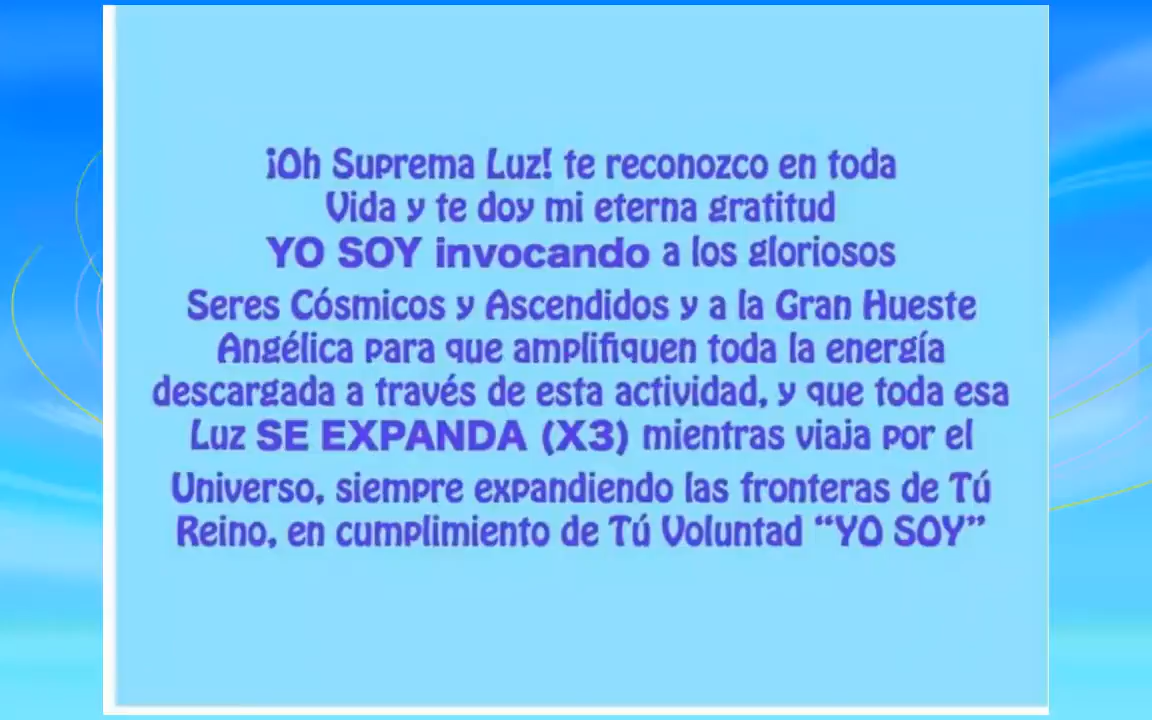 ¡Oh Suprema Luz! te reconozco en toda
Vida y te doy mi eterna gratitud
YO SOY invocando a los gloriosos
Seres Cósmicos y Ascendidos y a la Gran Hueste
Angélica para que amplifiquen toda la energía
descargada a través de esta actividad, y que toda esa
Luz SE EXPANDA (X3) mientras viaja por el
Universo, siempre expandiendo las fronteras de Tú
Reino, en cumplimiento de Tú Voluntad “YO SOY”